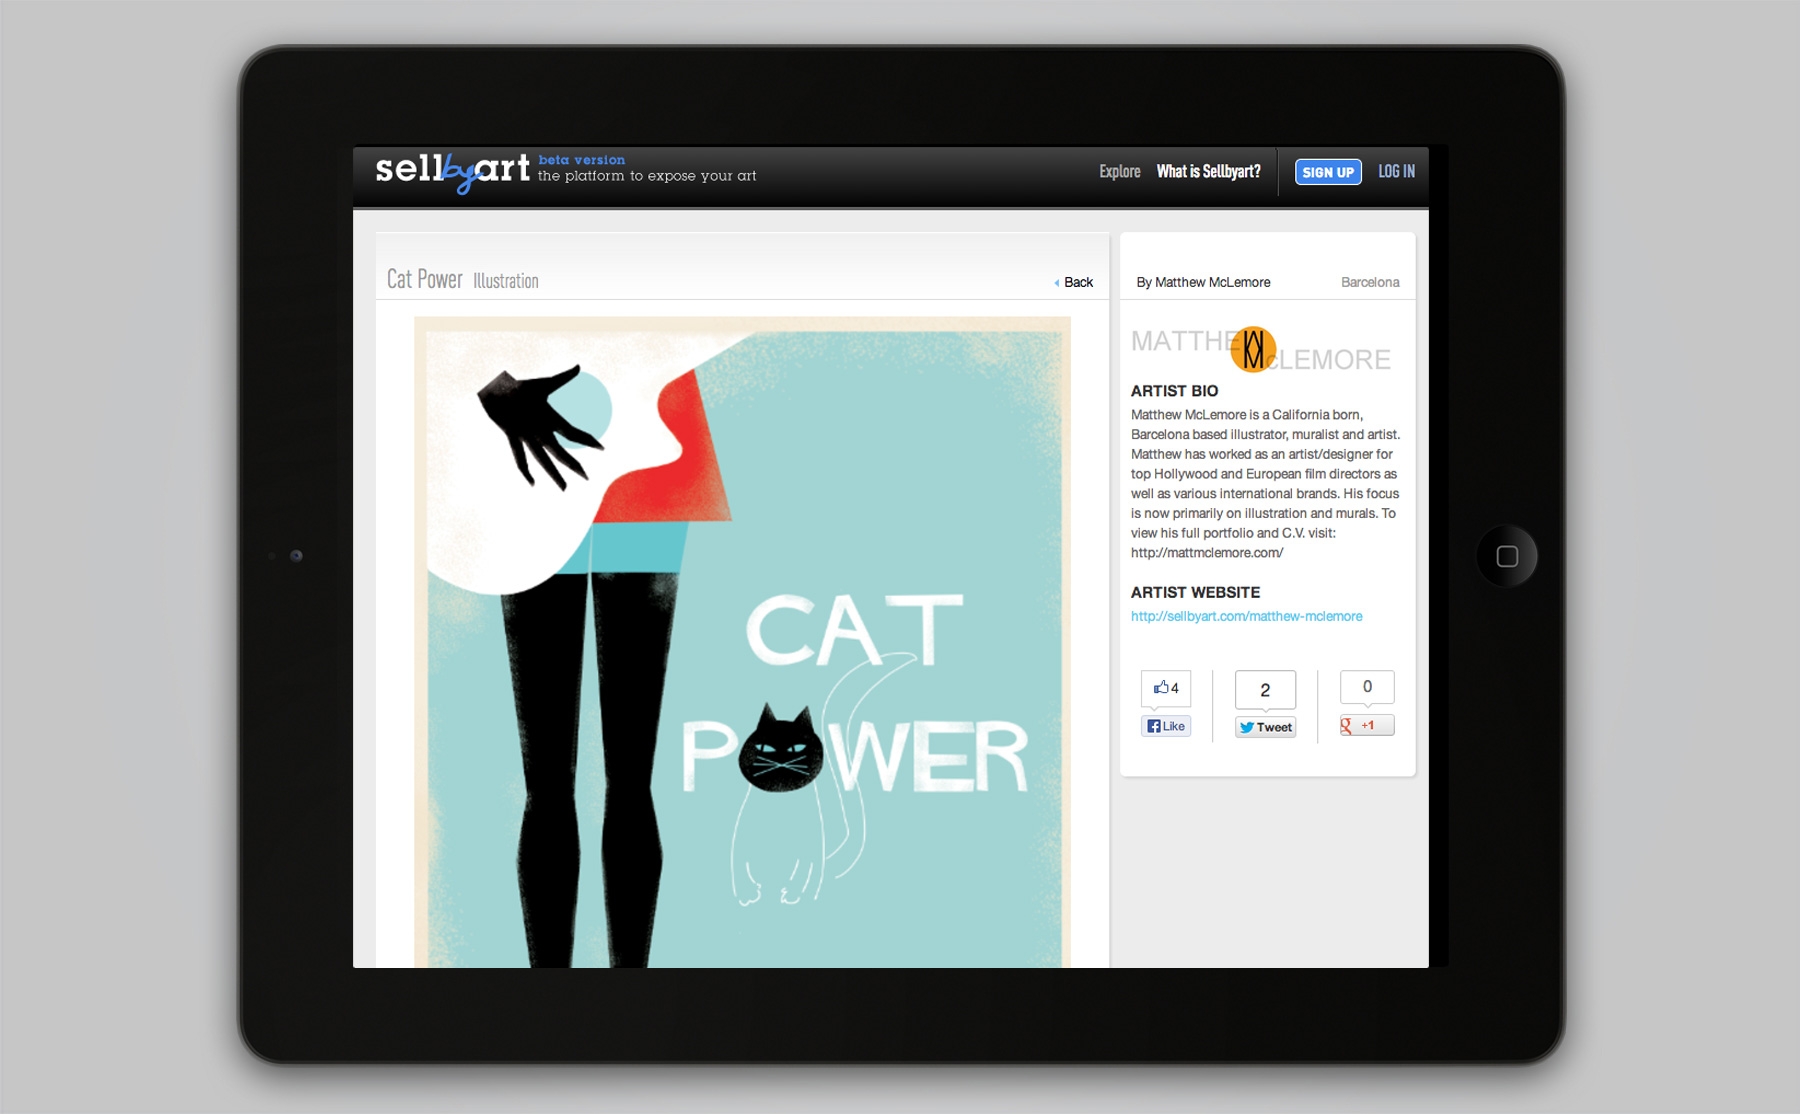 sellbyart beta version
the platform to expose your art
Explore What is Sellbyart? SIGN UP LOG IN
Cat Power Illustration
Back
CAT
POWER
By Matthew McLemore Barcelona
MATTHE McLEMORE
ARTIST BIO
Matthew McLemore is a California born,
Barcelona based illustrator, muralist and artist.
Matthew has worked as an artist/designer for
top Hollywood and European film directors as
well as various international brands. His focus
is now primarily on illustration and murals. To
view his full portfolio and C.V. visit:
http://mattmclemore.com/
ARTIST WEBSITE
http://sellbyart.com/matthew-mclemore
4 2 0
Like Tweet g +1